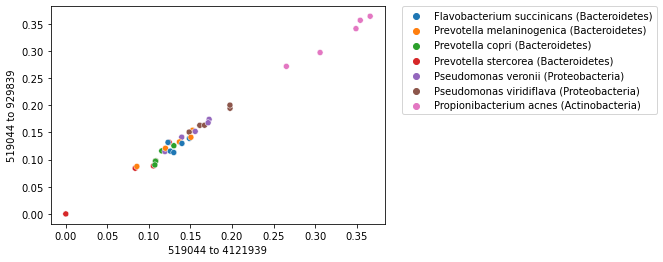 0.35
0.30
0.25
0.20
0.15
0.10
0.05
0.00
519044 to 929839
0.00 0.05 0.10 0.15 0.20 0.25 0.30 0.35
519044 to 4121939
Flavobacterium succinicans (Bacteroidetes)
Prevotella melaninogenica (Bacteroidetes)
Prevotella copri (Bacteroidetes)
Prevotella stercorea (Bacteroidetes)
Pseudomonas veronii (Proteobacteria)
Pseudomonas viridiflava (Proteobacteria)
Propionibacterium acnes (Actinobacteria)